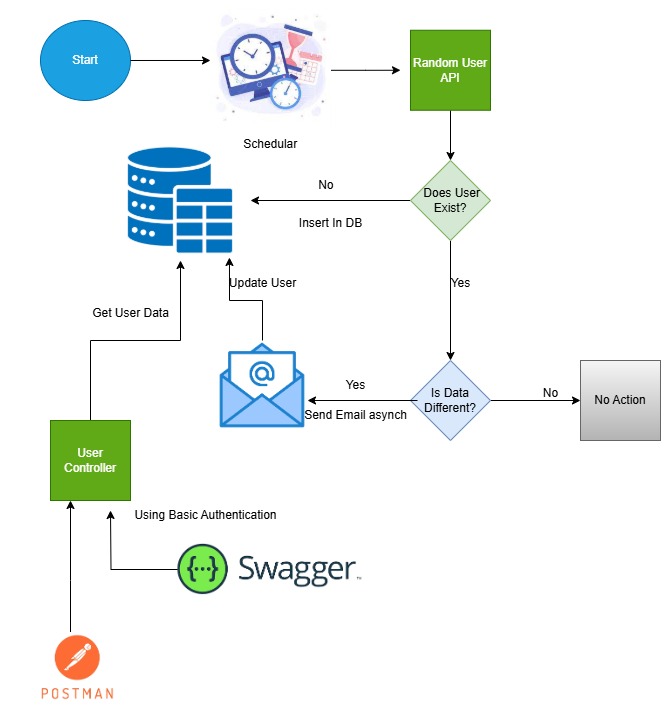 Start
Random User
API
Schedular
Does User
Exist?
No
Insert In DB
Yes
Update User
Get User Data
Is Data
Different?
Yes
Send Email asynch
No
No Action
User
Controller
Using Basic Authentication
{···} Swagger™
POSTMAN